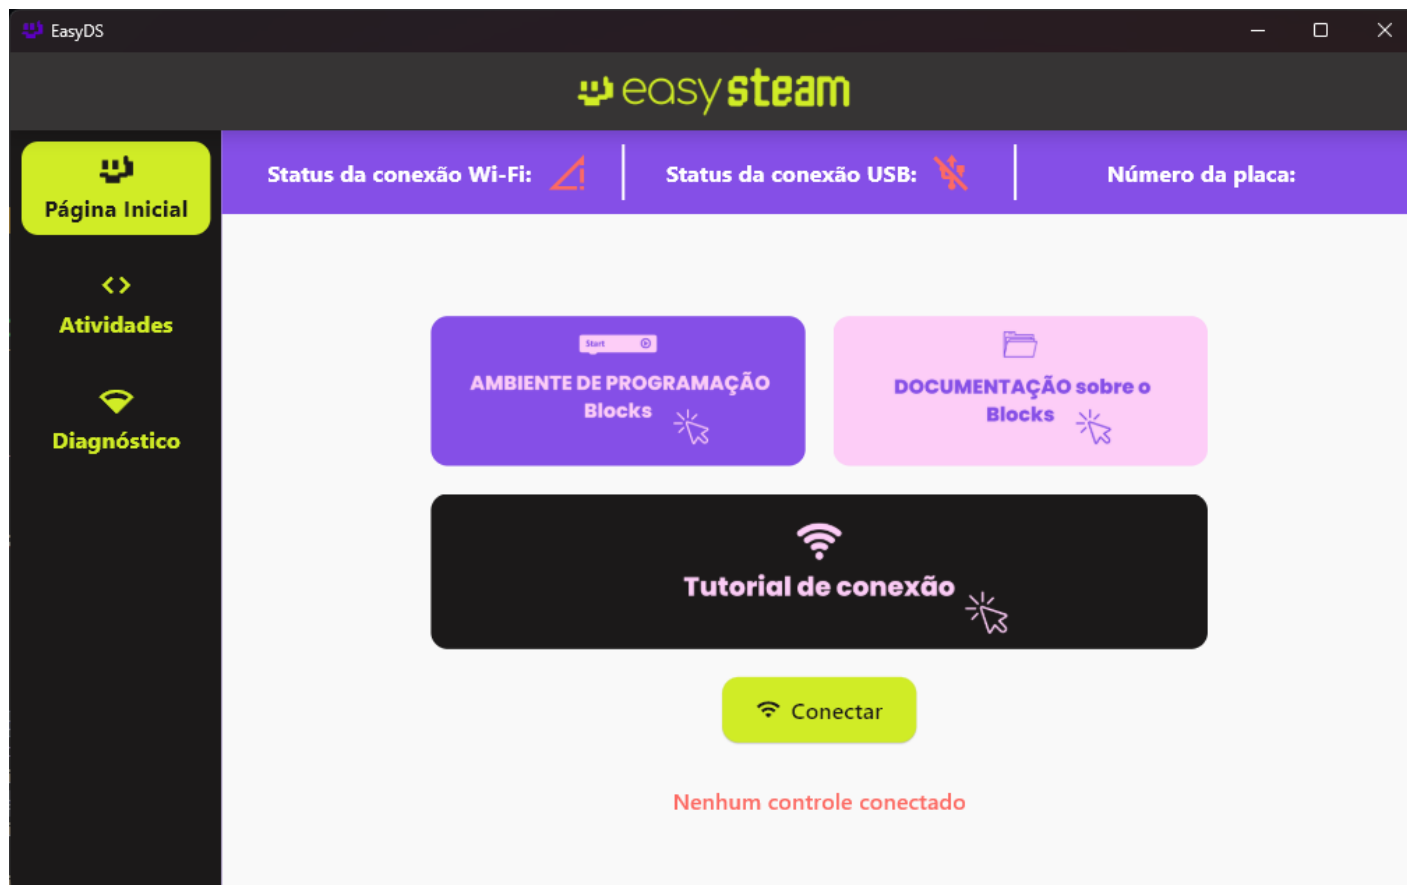 EasyDS
easy steam
Página Inicial
Atividades
Diagnóstico
Status da conexão Wi-Fi:
Status da conexão USB:
Número da placa:
Start
AMBIENTE DE PROGRAMAÇÃO
Blocks
DOCUMENTAÇÃO sobre o
Blocks
Tutorial de conexão
Conectar
Nenhum controle conectado